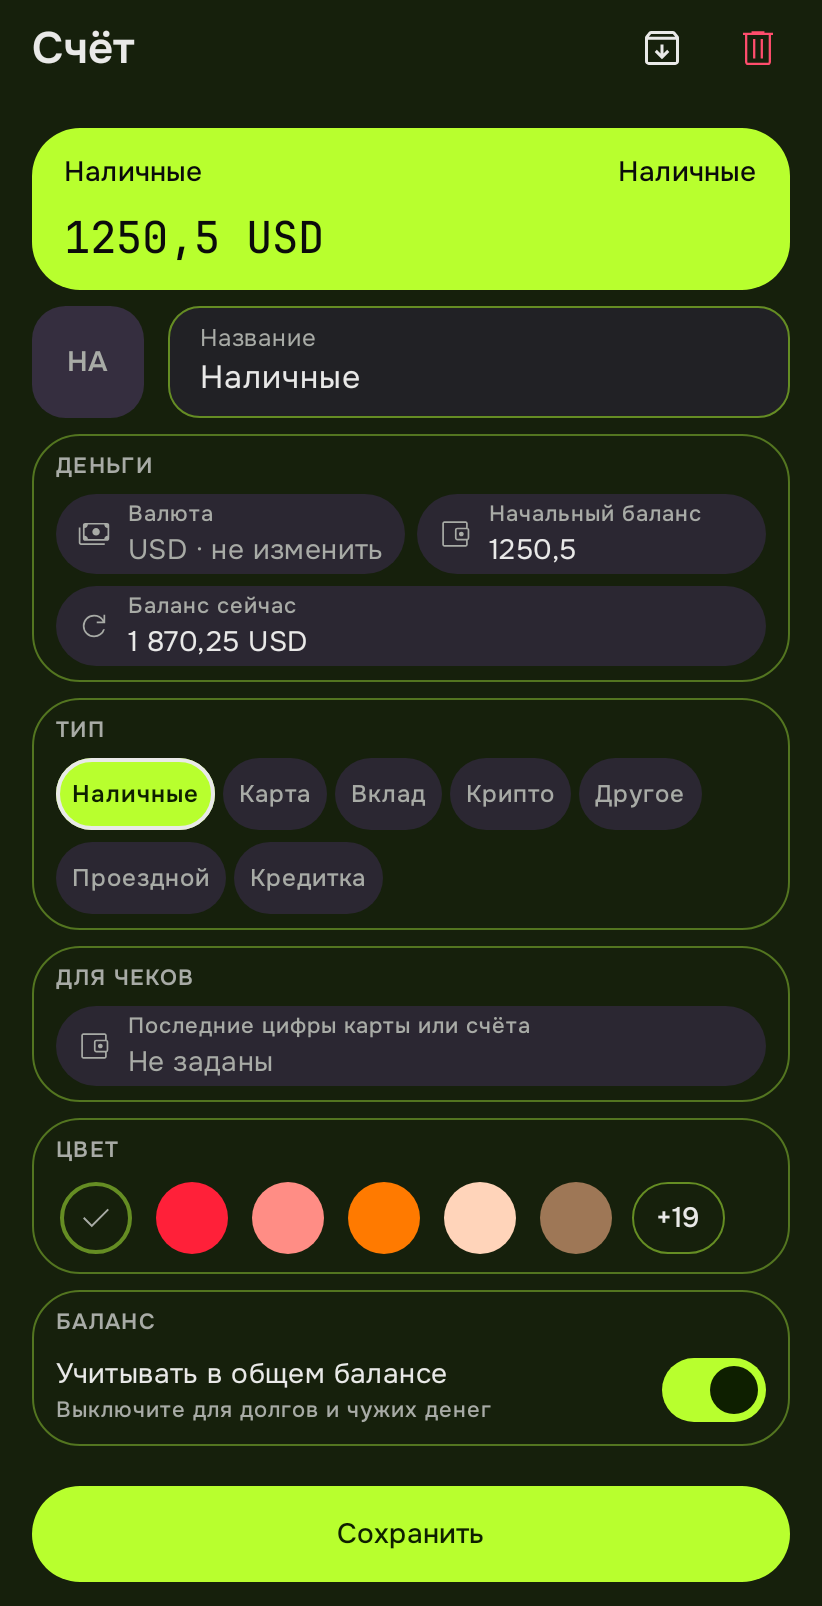 Счёт
Наличные Наличные
1250,5 USD
НА
Название
Наличные
ДЕНЬГИ
Валюта
USD · не изменить
Начальный баланс
1250,5
Баланс сейчас
1 870,25 USD
ТИП
Наличные Карта Вклад Крипто Другое
Проездной Кредитка
ДЛЯ ЧЕКОВ
Последние цифры карты или счёта
Не заданы
ЦВЕТ
+19
БАЛАНС
Учитывать в общем балансе
Выключите для долгов и чужих денег
Сохранить